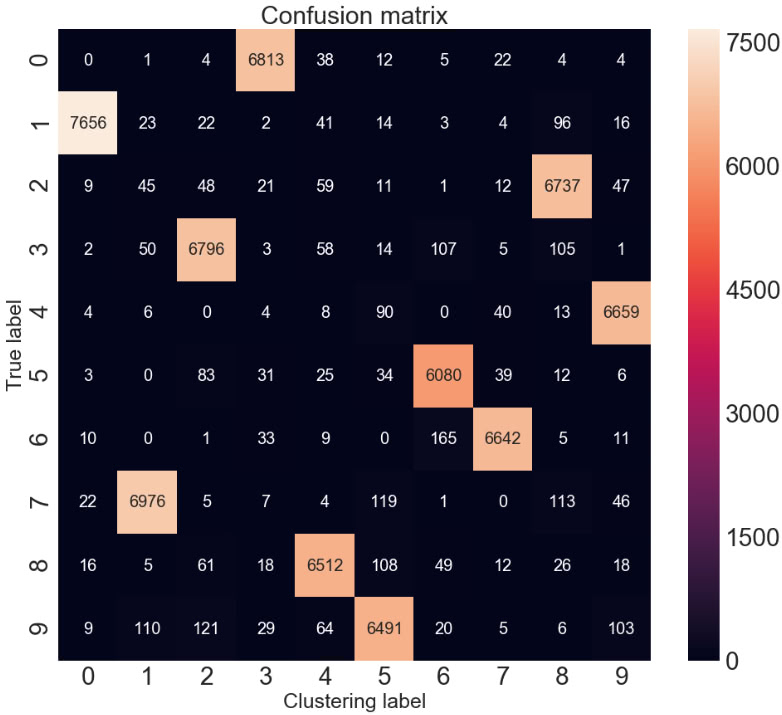 Confusion matrix
0 0 1 4 6813 38 12 5 22 4 4
1 7656 23 22 2 41 14 3 4 96 16
2 9 45 48 21 59 11 1 12 6737 47
3 2 50 6796 3 58 14 107 5 105 1
4 4 6 0 4 8 90 0 40 13 6659
5 3 0 83 31 25 34 6080 39 12 6
6 10 0 1 33 9 0 165 6642 5 11
7 22 6976 5 7 4 119 1 0 113 46
8 16 5 61 18 6512 108 49 12 26 18
9 9 110 121 29 64 6491 20 5 6 103
0 1 2 3 4 5 6 7 8 9
Clustering label
True label
7500
6000
4500
3000
1500
0